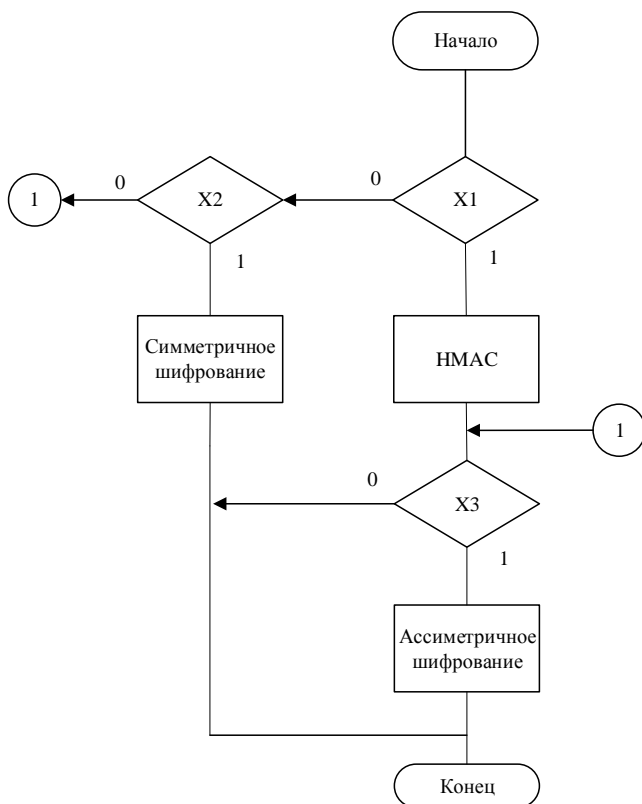 Начало
0
X2
0
X1
1
1
1
Симметричное
шифрование
HMAC
1
0
X3
1
Ассиметричное
шифрование
Конец